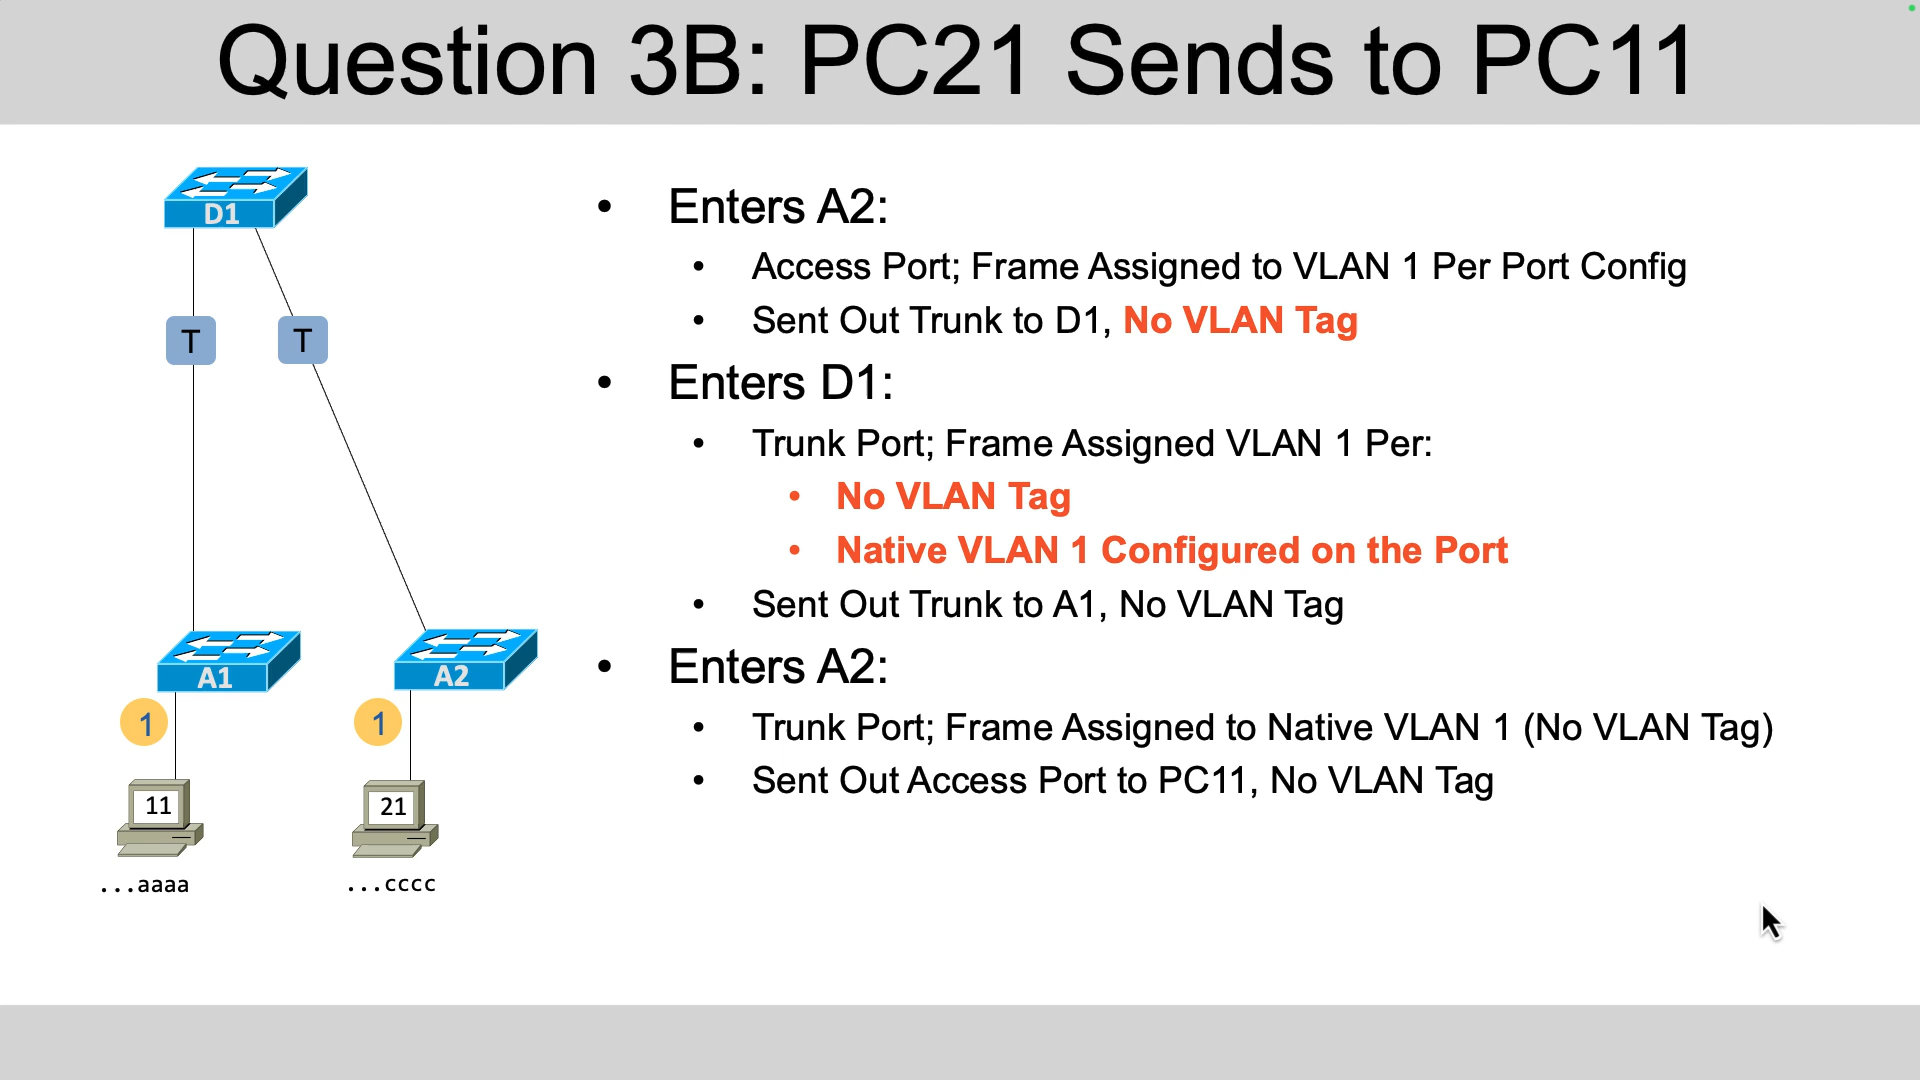 Question 3B: PC21 Sends to PC11
D1
T
T
A1
A2
1
1
11
21
...aaaa
...cccc
• Enters A2:
• Access Port; Frame Assigned to VLAN 1 Per Port Config
• Sent Out Trunk to D1, No VLAN Tag
• Enters D1:
• Trunk Port; Frame Assigned VLAN 1 Per:
• No VLAN Tag
• Native VLAN 1 Configured on the Port
• Sent Out Trunk to A1, No VLAN Tag
• Enters A2:
• Trunk Port; Frame Assigned to Native VLAN 1 (No VLAN Tag)
• Sent Out Access Port to PC11, No VLAN Tag